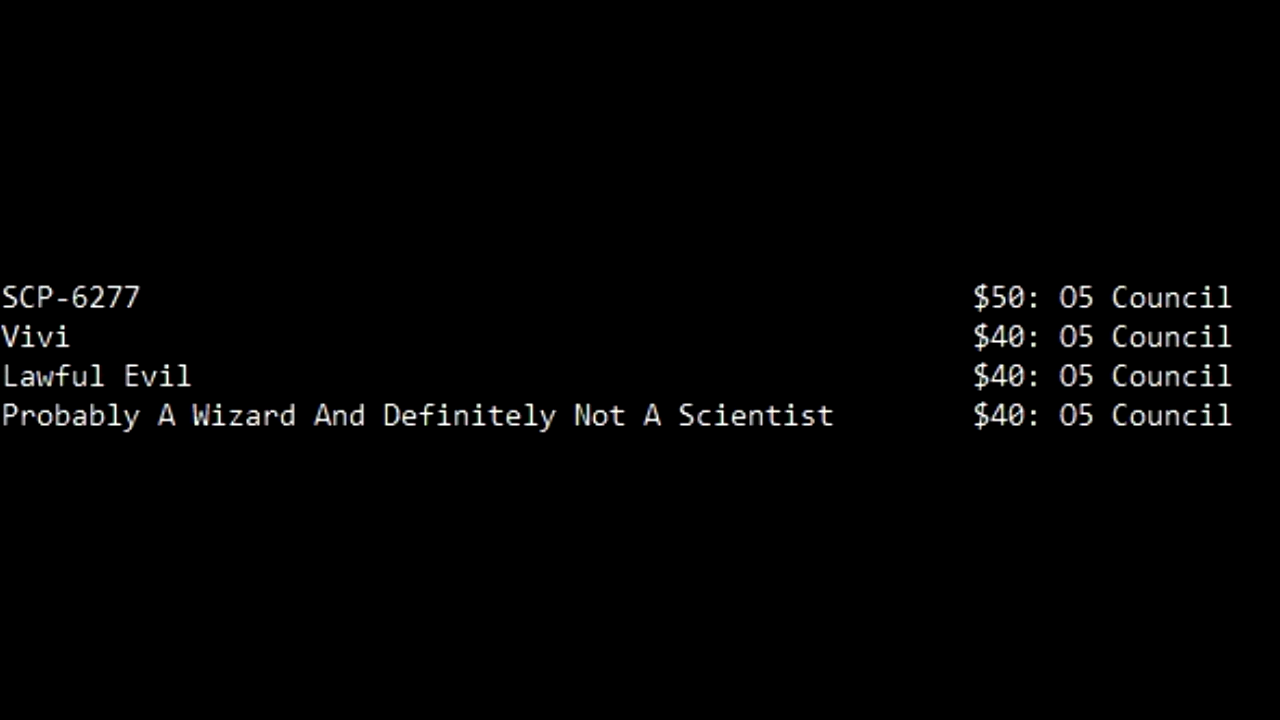 SCP-6277 $50: O5 Council
Vivi $40: O5 Council
Lawful Evil $40: O5 Council
Probably A Wizard And Definitely Not A Scientist $40: O5 Council